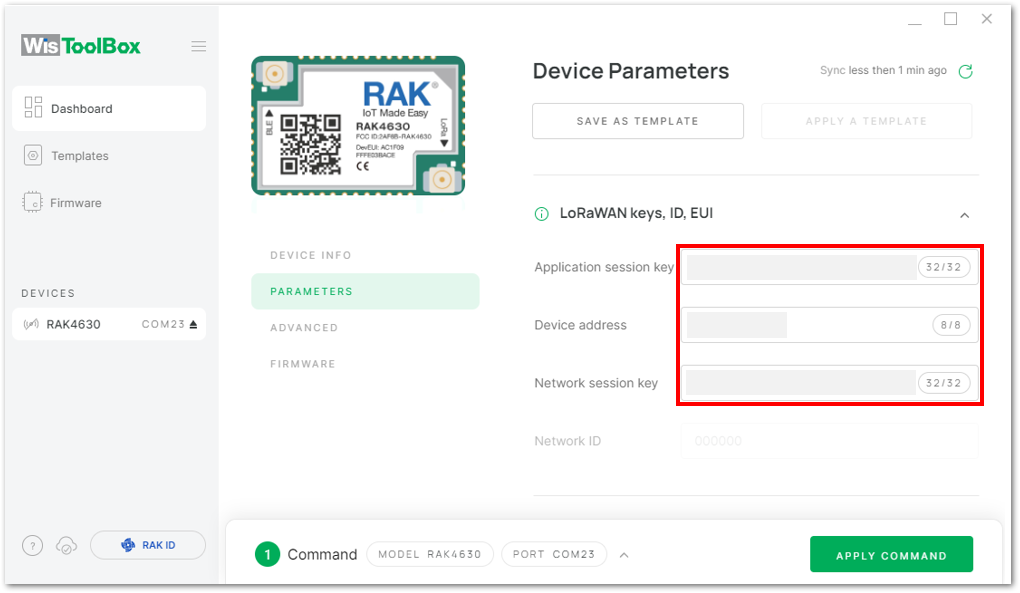 WisToolBox
Dashboard
Templates
Firmware
DEVICES
RAK4630 COM23
?
RAK ID
RAK®
IoT Made Easy
RAK4630
FCC ID:2AF6B-RAK4630
DevEUI: AC1F09
FFFE03BACE
CE
BLE
LoRa
DEVICE INFO
PARAMETERS
ADVANCED
FIRMWARE
Device Parameters
Sync less then 1 min ago
SAVE AS TEMPLATE
APPLY A TEMPLATE
LoRaWAN keys, ID, EUI
Application session key 32/32
Device address 8/8
Network session key 32/32
Network ID 000000
1 Command MODEL RAK4630 PORT COM23
APPLY COMMAND